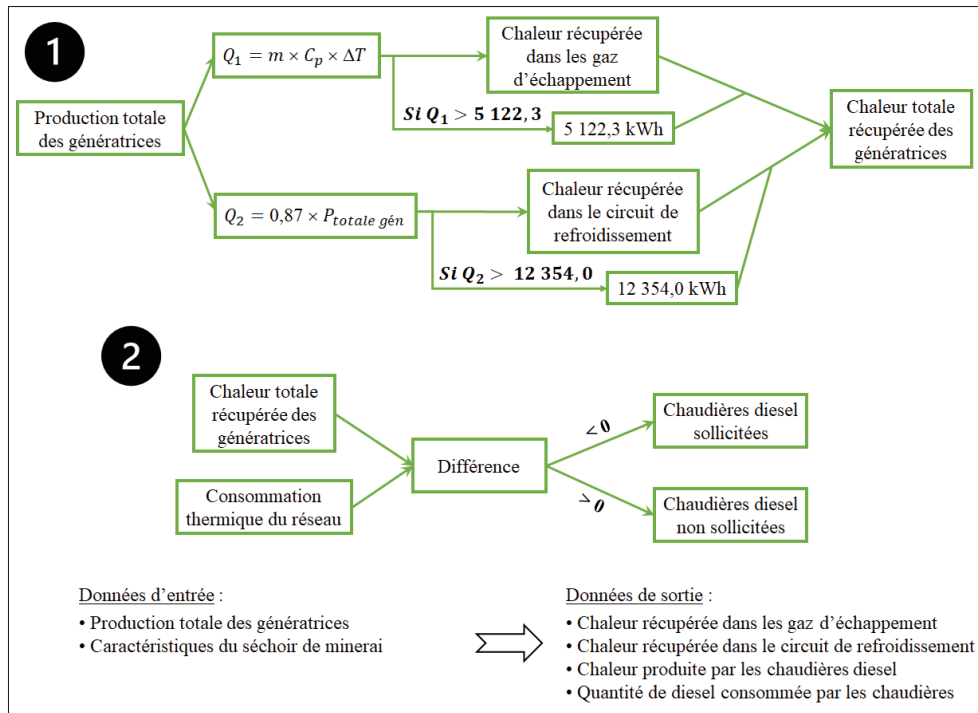 1
Production totale
des génératrices
Q₁ = m × Cₚ × ΔT
Chaleur récupérée
dans les gaz
d’échappement
Si Q₁ > 5 122,3
5 122,3 kWh
Q₂ = 0,87 × P_totale gén
Chaleur récupérée
dans le circuit de
refroidissement
Si Q₂ > 12 354,0
12 354,0 kWh
Chaleur totale
récupérée des
génératrices
2
Chaleur totale
récupérée des
génératrices
Consommation
thermique du réseau
Différence
< 0
Chaudières diesel
sollicitées
> 0
Chaudières diesel
non sollicitées
Données d’entrée :
• Production totale des génératrices
• Caractéristiques du séchoir de minerai
Données de sortie :
• Chaleur récupérée dans les gaz d’échappement
• Chaleur récupérée dans le circuit de refroidissement
• Chaleur produite par les chaudières diesel
• Quantité de diesel consommée par les chaudières